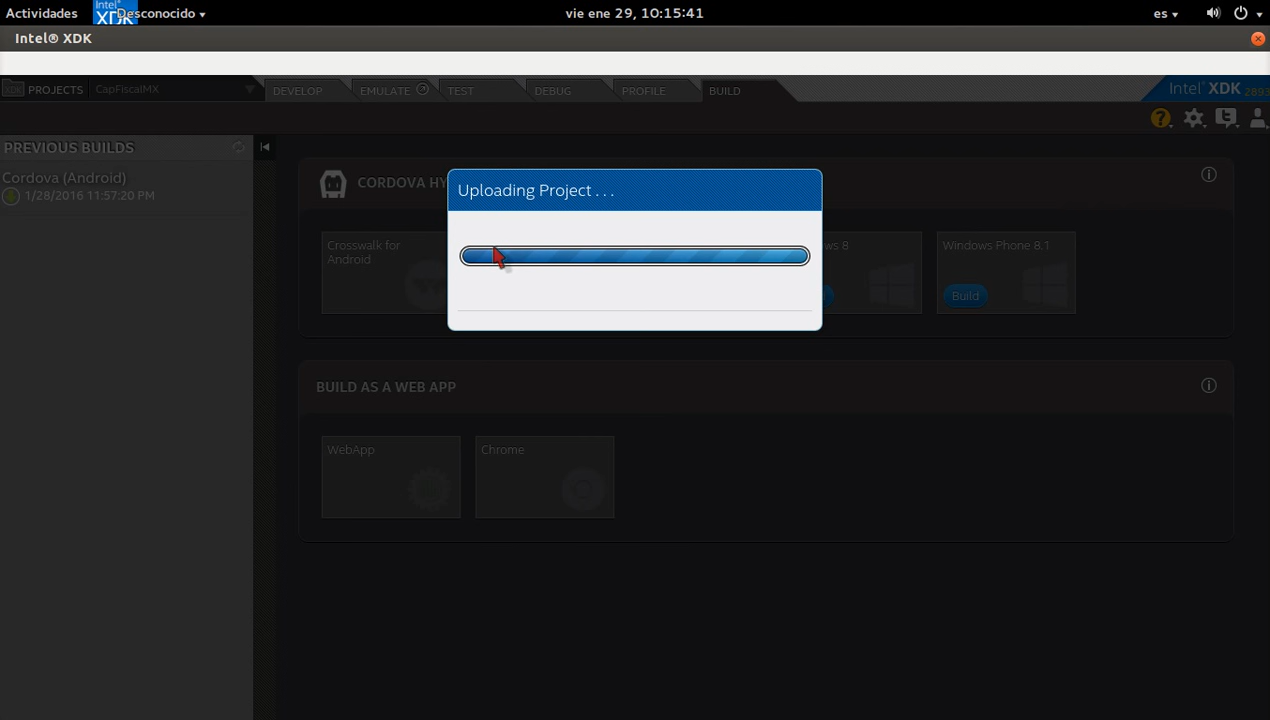 Actividades
Intel
XDK
Desconocido
vie ene 29, 10:15:41
es
Intel® XDK
PROJECTS
CapFiscalMX
DEVELOP
EMULATE
TEST
DEBUG
PROFILE
BUILD
Intel® XDK 2893
PREVIOUS BUILDS
Cordova (Android)
1/28/2016 11:57:20 PM
CORDOVA HY
Uploading Project . . .
Crosswalk for
Android
ws 8
Windows Phone 8.1
Build
BUILD AS A WEB APP
WebApp
Chrome